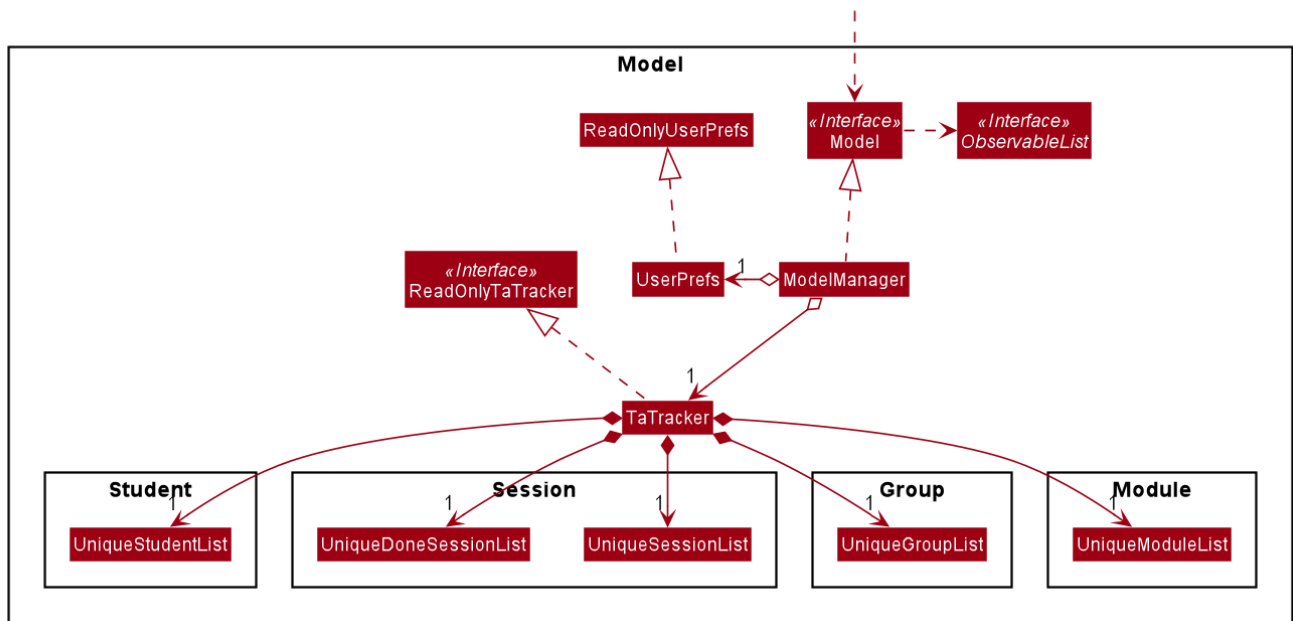 Model
«Interface»
Model
«Interface»
ObservableList
ReadOnlyUserPrefs
«Interface»
ReadOnlyTaTracker
UserPrefs
1
ModelManager
1
TaTracker
Student
1
UniqueStudentList
Session
1
UniqueDoneSessionList
1
UniqueSessionList
Group
1
UniqueGroupList
Module
1
UniqueModuleList